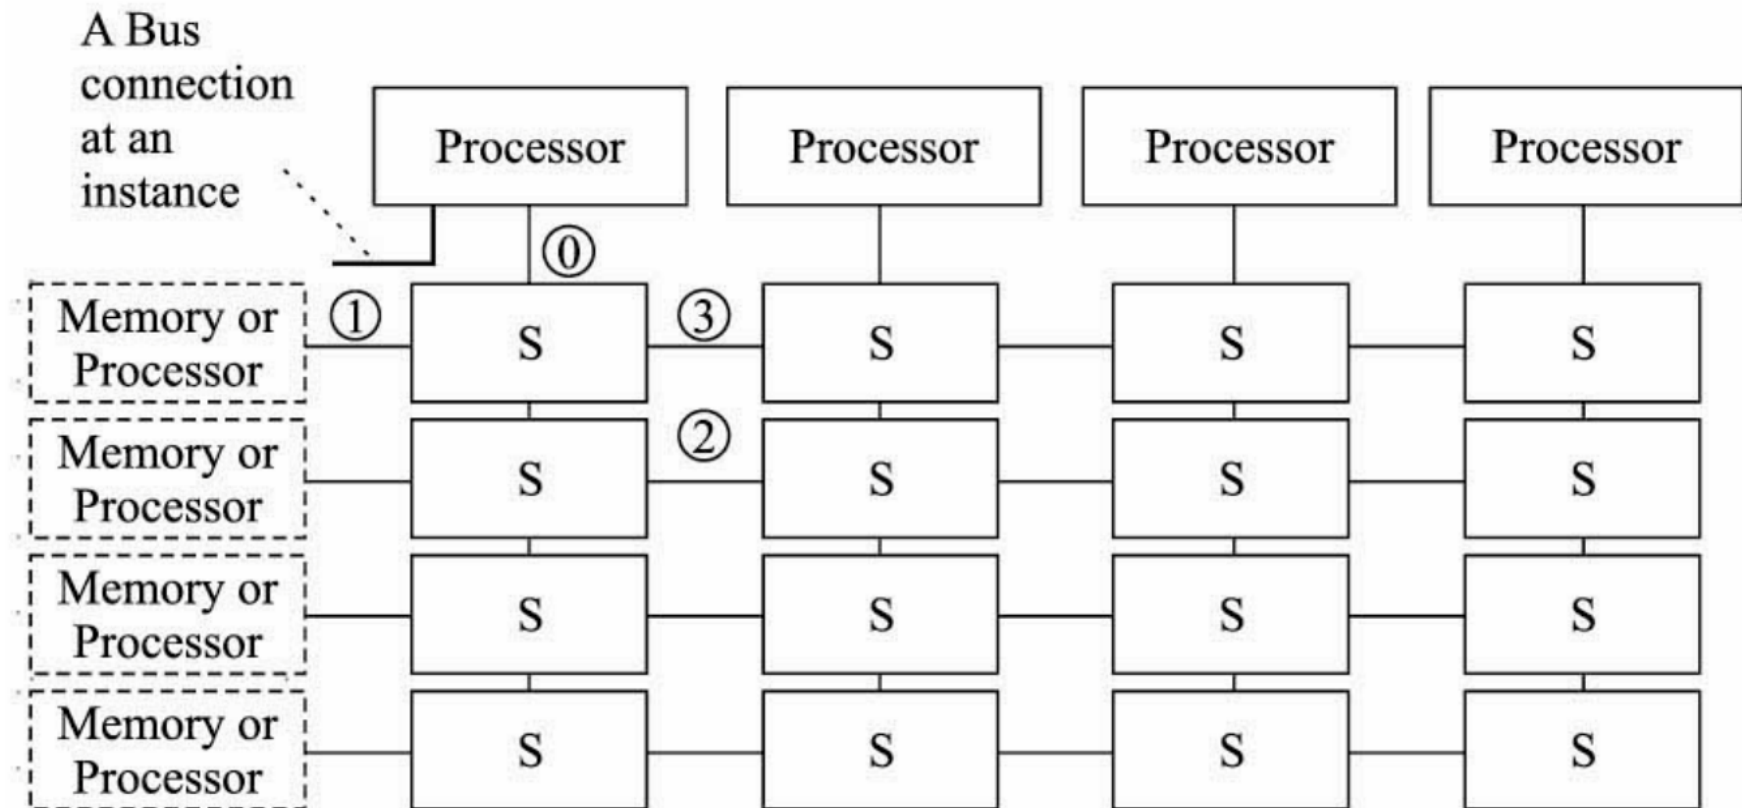 A Bus
connection
at an
instance
Processor
Processor
Processor
Processor
0
Memory or
Processor
1
S
3
S
S
S
Memory or
Processor
S
2
S
S
S
Memory or
Processor
S
S
S
S
Memory or
Processor
S
S
S
S